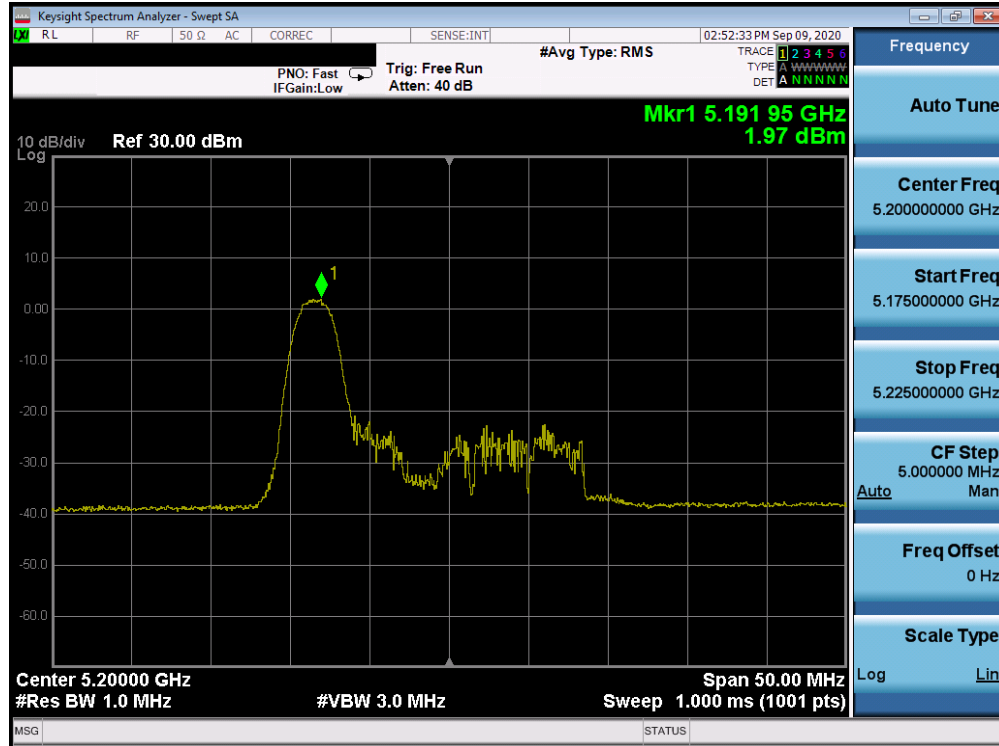 Keysight Spectrum Analyzer - Swept SA
LXI RL RF 50 Ω AC CORREC SENSE:INT 02:52:33 PM Sep 09, 2020
#Avg Type: RMS TRACE 1 2 3 4 5 6
PNO: Fast Trig: Free Run TYPE A WWWWW
IFGain:Low Atten: 40 dB DET A N N N N N
Mkr1 5.191 95 GHz
1.97 dBm
10 dB/div Ref 30.00 dBm
Log
1
20.0
10.0
0.00
-10.0
-20.0
-30.0
-40.0
-50.0
-60.0
Center 5.20000 GHz Span 50.00 MHz
#Res BW 1.0 MHz #VBW 3.0 MHz Sweep 1.000 ms (1001 pts)
MSG STATUS
Frequency
Auto Tune
Center Freq
5.200000000 GHz
Start Freq
5.175000000 GHz
Stop Freq
5.225000000 GHz
CF Step
5.000000 MHz
Auto Man
Freq Offset
0 Hz
Scale Type
Log Lin